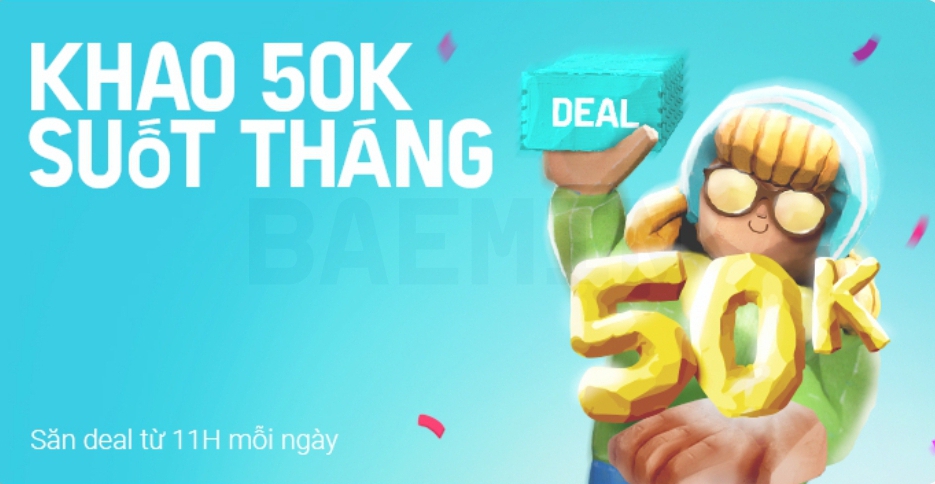 KHAO 50K
SUỐT THÁNG
DEAL
50K
Săn deal từ 11H mỗi ngày